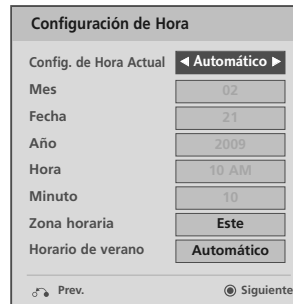 Configuración de Hora
Config. de Hora Actual ◀ Automático ▶
Mes 02
Fecha 21
Año 2009
Hora 10 AM
Minuto 10
Zona horaria Este
Horario de verano Automático
Prev. Siguiente